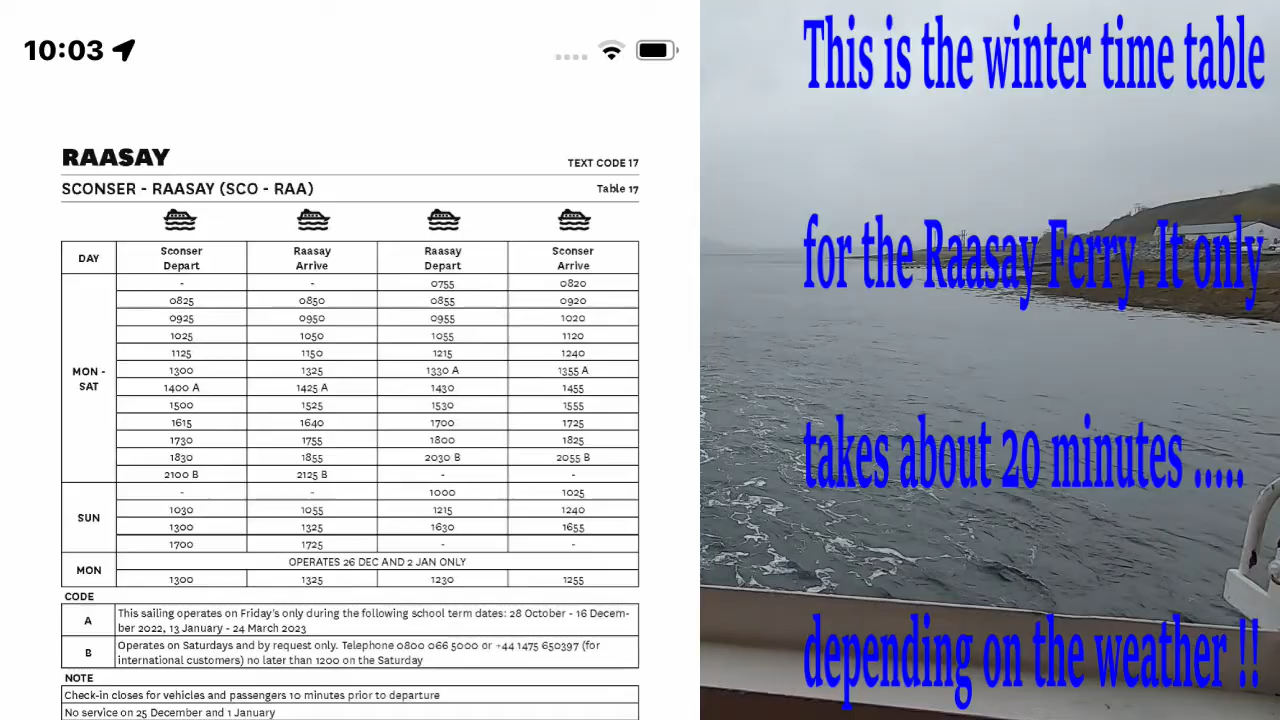 10:03
RAASAY
TEXT CODE 17
SCONSER - RAASAY (SCO - RAA)
Table 17
DAY Sconser Depart Raasay Arrive Raasay Depart Sconser Arrive
MON - SAT
- - 0755 0820
0825 0850 0855 0920
0925 0950 0955 1020
1025 1050 1055 1120
1125 1150 1215 1240
1300 1325 1330 A 1355 A
1400 A 1425 A 1430 1455
1500 1525 1530 1555
1615 1640 1700 1725
1730 1755 1800 1825
1830 1855 2030 B 2055 B
2100 B 2125 B - -
SUN
- - 1000 1025
1030 1055 1215 1240
1300 1325 1630 1655
1700 1725 - -
MON
OPERATES 26 DEC AND 2 JAN ONLY
1300 1325 1230 1255
CODE
A This sailing operates on Friday's only during the following school term dates: 28 October - 16 Decem-
ber 2022, 13 January - 24 March 2023
B Operates on Saturdays and by request only. Telephone 0800 066 5000 or +44 1475 650397 (for
international customers) no later than 1200 on the Saturday
NOTE
Check-in closes for vehicles and passengers 10 minutes prior to departure
No service on 25 December and 1 January
This is the winter time table
for the Raasay Ferry. It only
takes about 20 minutes .....
depending on the weather !!